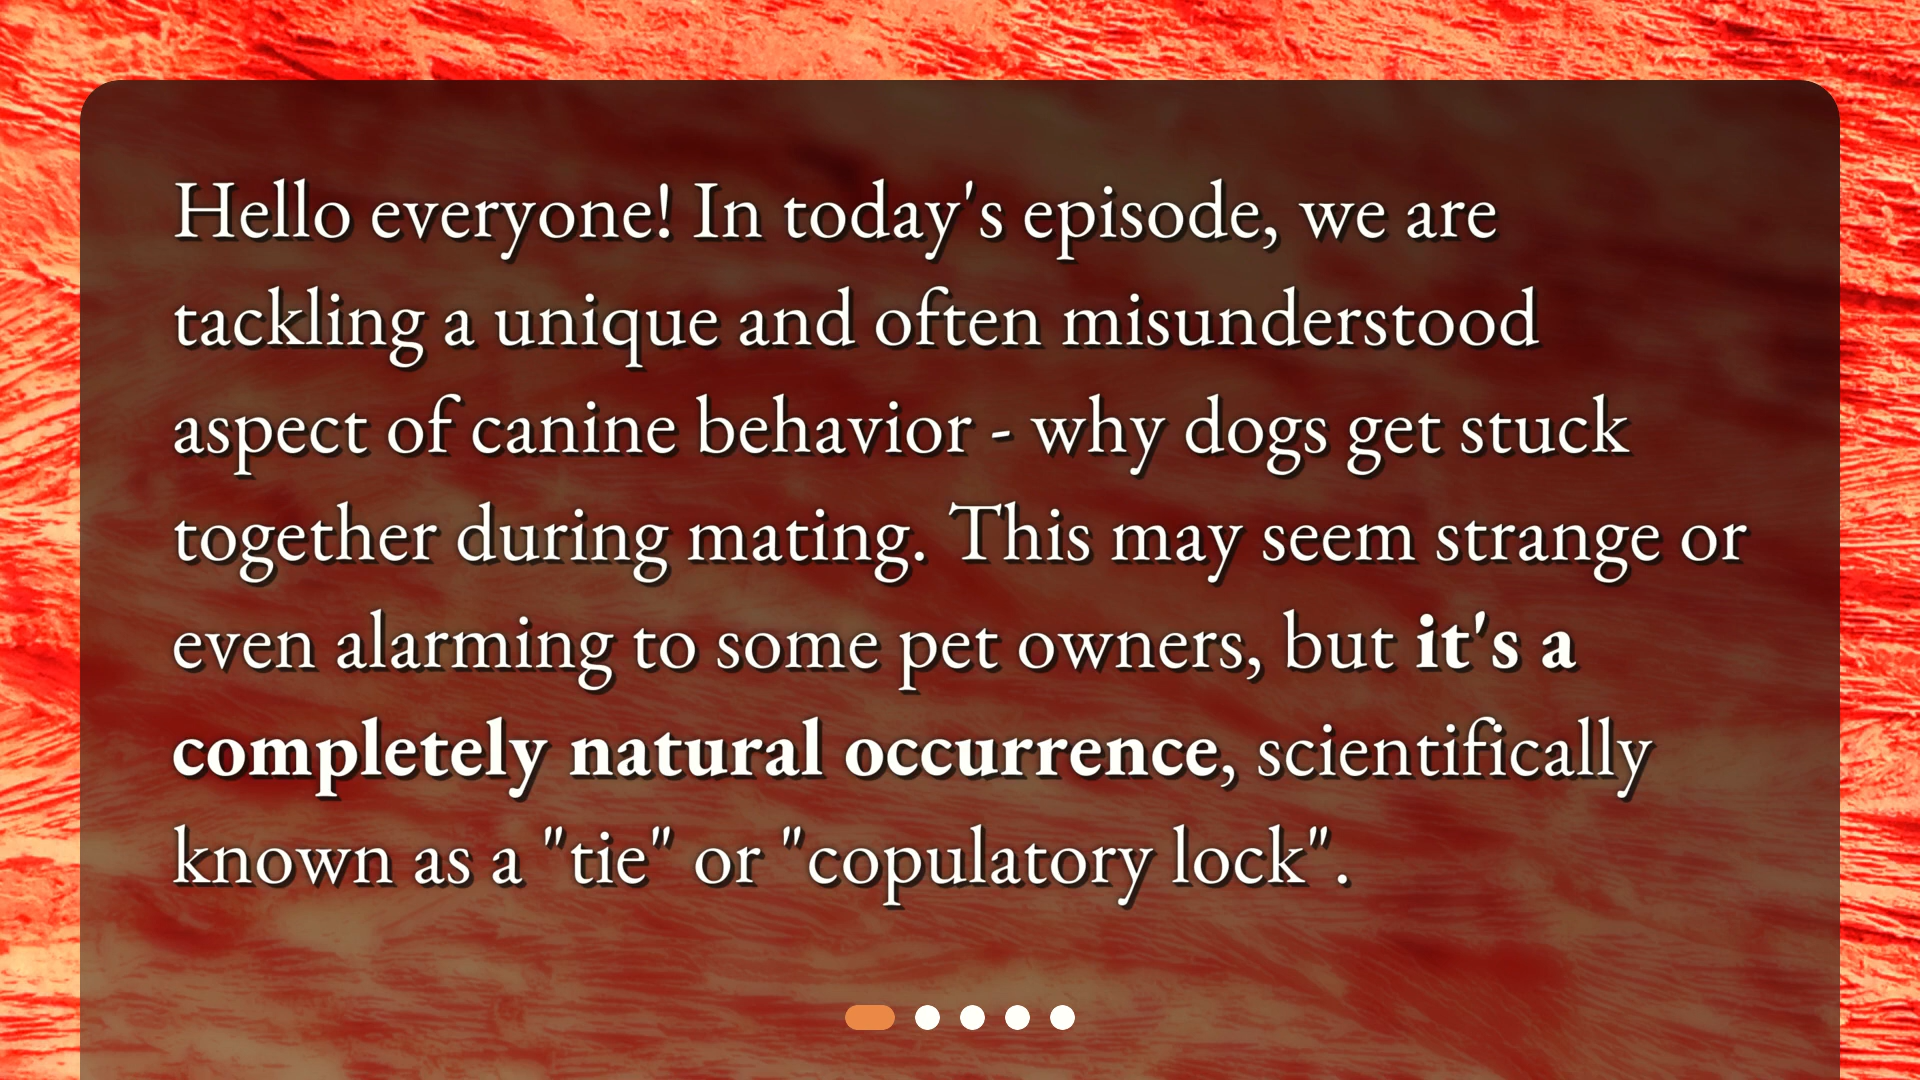 Hello everyone! In today's episode, we are
tackling a unique and often misunderstood
aspect of canine behavior - why dogs get stuck
together during mating. This may seem strange or
even alarming to some pet owners, but it's a
completely natural occurrence, scientifically
known as a "tie" or "copulatory lock".